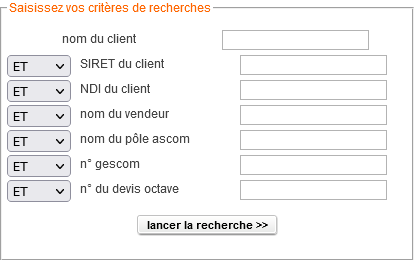 Saisissez vos critères de recherches
nom du client
ET SIRET du client
ET NDI du client
ET nom du vendeur
ET nom du pôle ascom
ET n° gescom
ET n° du devis octave
lancer la recherche >>